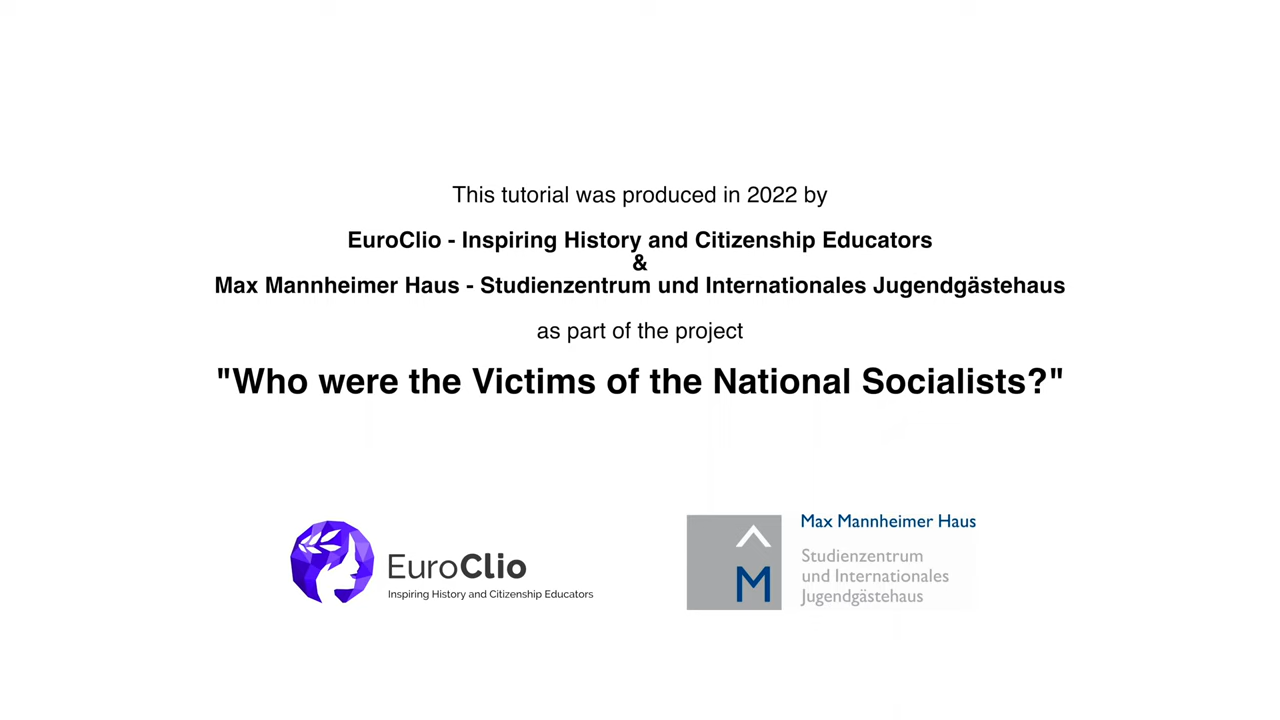 This tutorial was produced in 2022 by
EuroClio - Inspiring History and Citizenship Educators
&
Max Mannheimer Haus - Studienzentrum und Internationales Jugendgästehaus
as part of the project
"Who were the Victims of the National Socialists?"
EuroClio
Inspiring History and Citizenship Educators
M
Max Mannheimer Haus
Studienzentrum
und Internationales
Jugendgästehaus